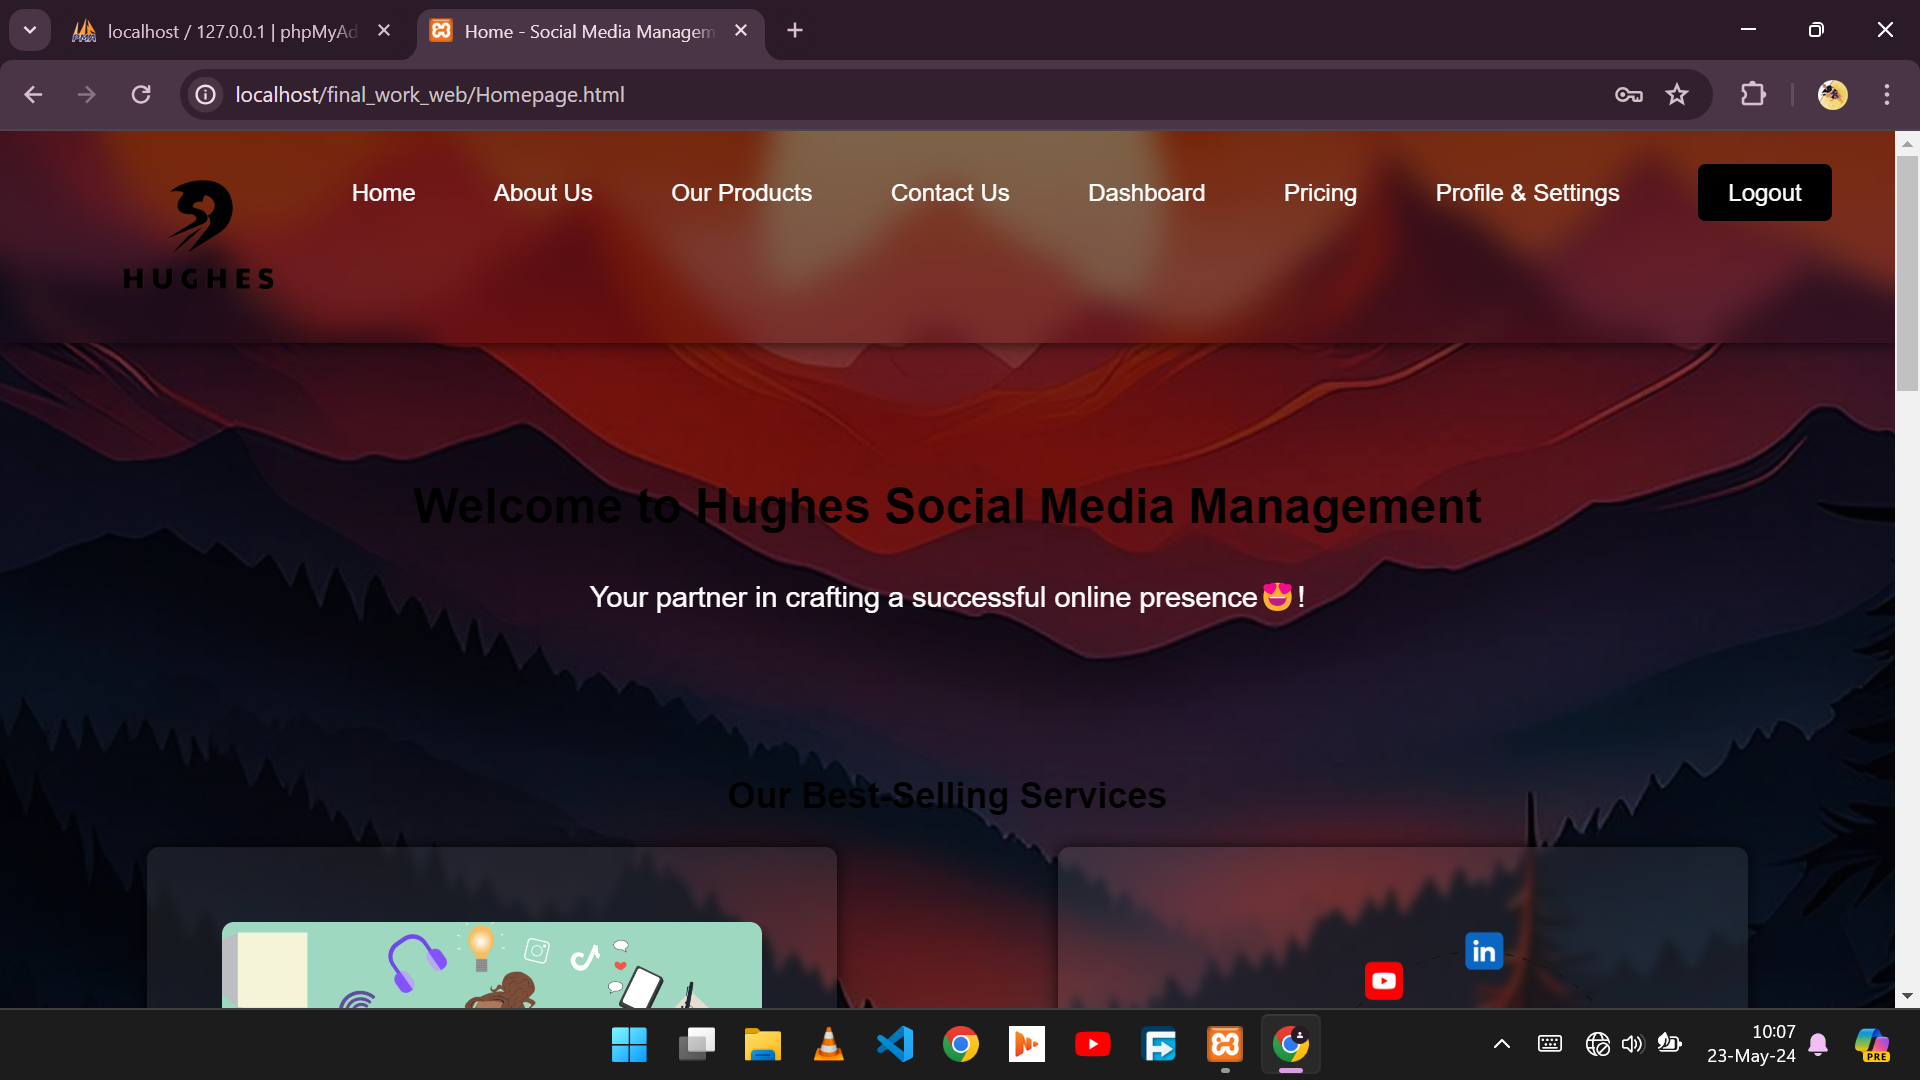 localhost / 127.0.0.1 | phpMyAd
Home - Social Media Managem
localhost/final_work_web/Homepage.html
HUGHES
Home About Us Our Products Contact Us Dashboard Pricing Profile & Settings Logout
Welcome to Hughes Social Media Management
Your partner in crafting a successful online presence😍!
Our Best-Selling Services
in
10:07
23-May-24
PRE